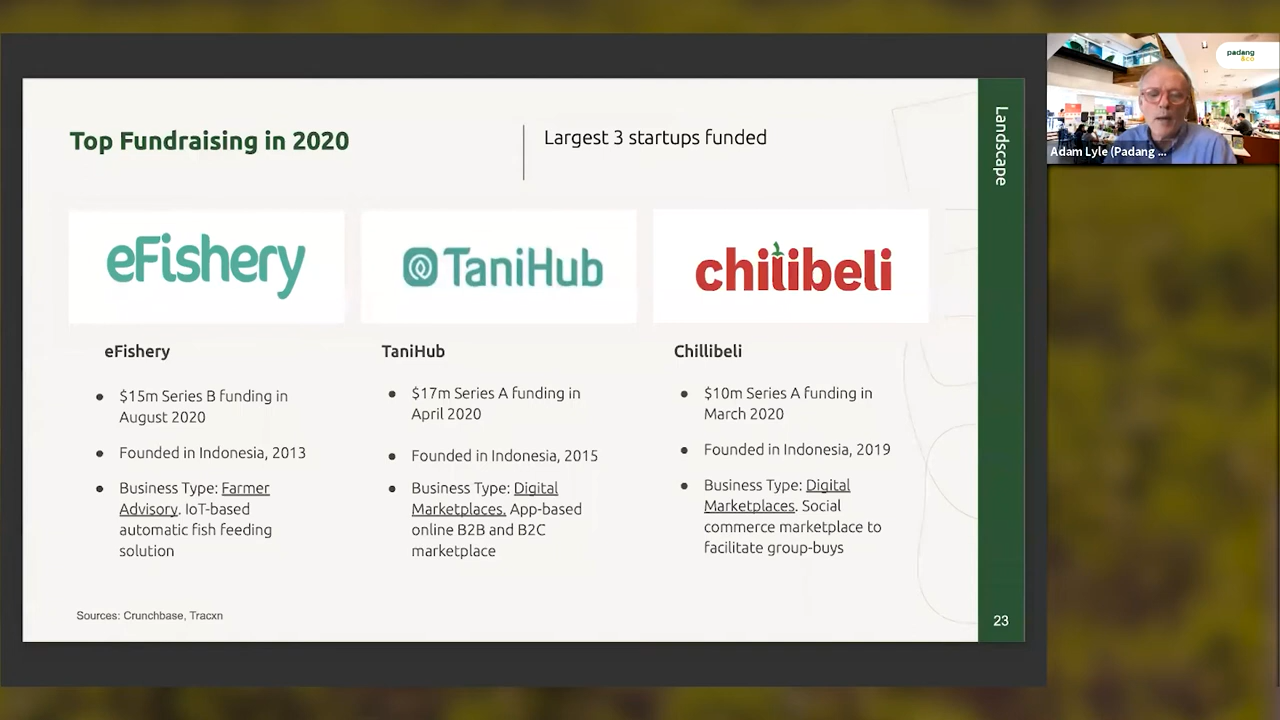 Top Fundraising in 2020
Largest 3 startups funded
Landscape
eFishery
TaniHub
chilibeli
eFishery
● $15m Series B funding in
August 2020
● Founded in Indonesia, 2013
● Business Type: Farmer
Advisory. IoT-based
automatic fish feeding
solution
TaniHub
● $17m Series A funding in
April 2020
● Founded in Indonesia, 2015
● Business Type: Digital
Marketplaces. App-based
online B2B and B2C
marketplace
Chillibeli
● $10m Series A funding in
March 2020
● Founded in Indonesia, 2019
● Business Type: Digital
Marketplaces. Social
commerce marketplace to
facilitate group-buys
Sources: Crunchbase, Tracxn
23
padang
&co
Adam Lyle (Padang ...